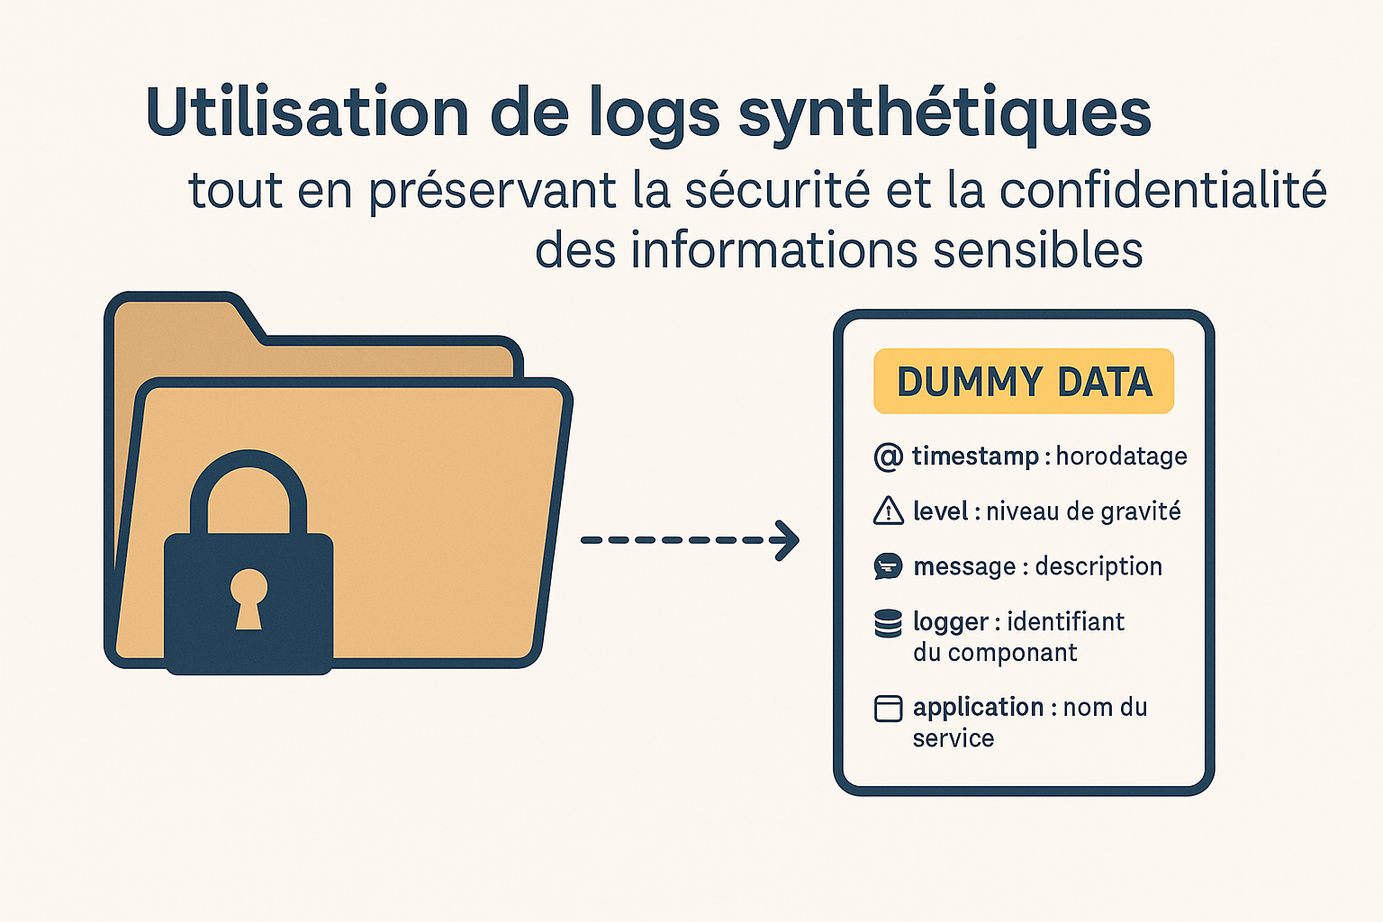 Utilisation de logs synthétiques
tout en préservant la sécurité et la confidentialité
des informations sensibles
DUMMY DATA
@ timestamp : horodatage
level : niveau de gravité
message : description
logger : identifiant
du componant
application : nom du
service